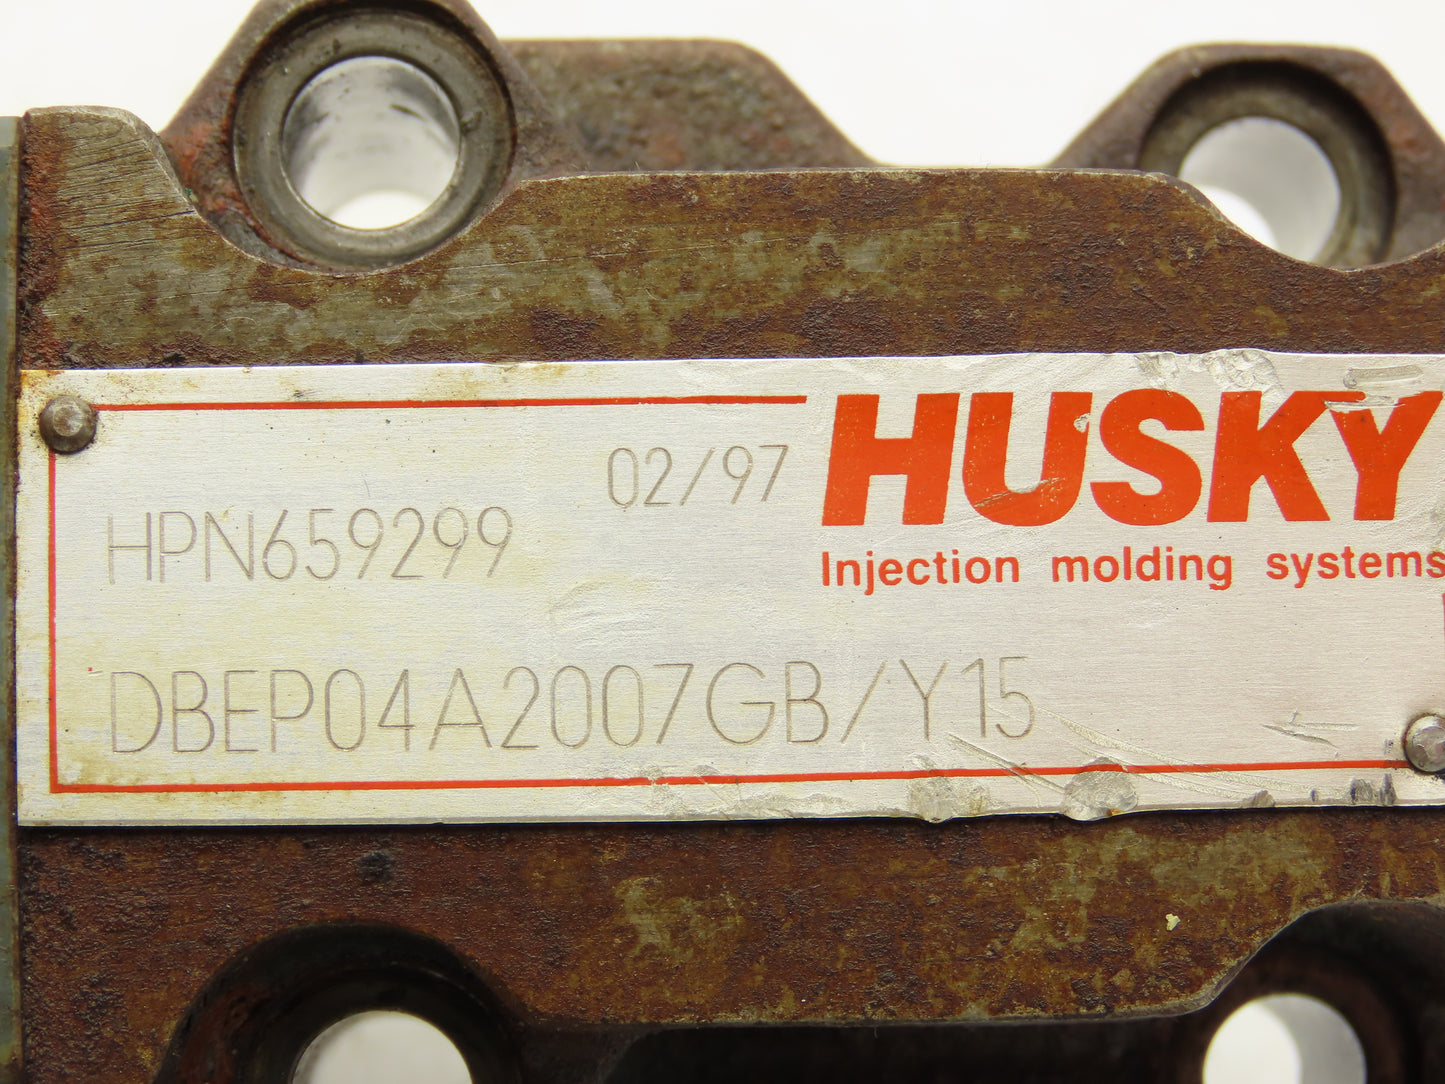 HUSKY
02/97
Injection molding systems
HPN659299
DBEP04A2007GB/Y15